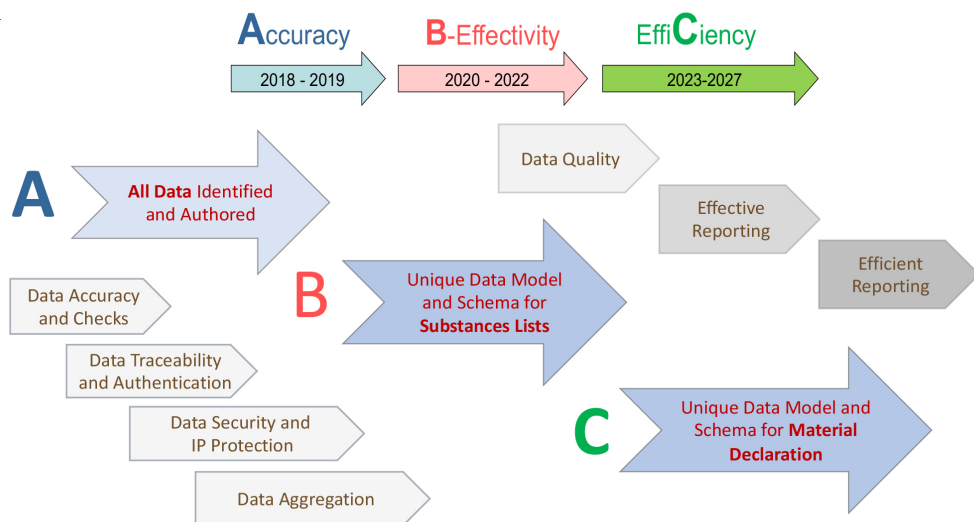 Accuracy
B-Effectivity
EffiCiency
2018 - 2019
2020 - 2022
2023-2027
Data Quality
A
All Data Identified
and Authored
Effective
Reporting
Efficient
Reporting
B
Unique Data Model
and Schema for
Substances Lists
Data Accuracy
and Checks
Data Traceability
and Authentication
Data Security and
IP Protection
Data Aggregation
C
Unique Data Model and
Schema for Material
Declaration